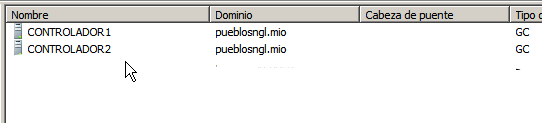 Nombre Dominio Cabeza de puente Tipo
CONTROLADOR1 pueblosngl.mio GC
CONTROLADOR2 pueblosngl.mio GC